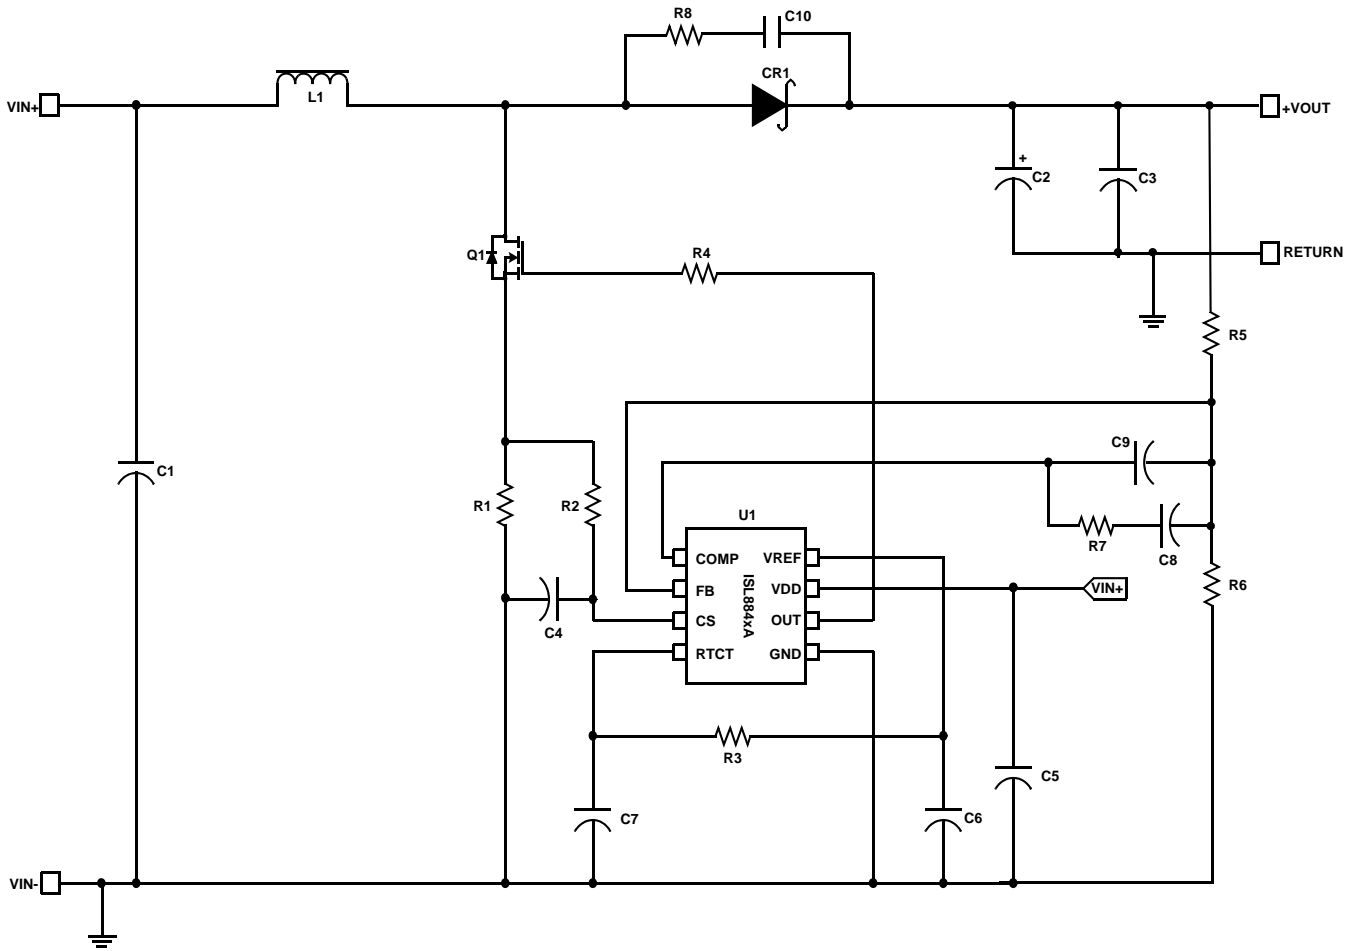 R8
C10
CR1
VIN+
L1
+VOUT
+
C2
C3
Q1
R4
RETURN
R5
C9
C1
R1
R2
U1
R7
C8
COMP
VREF
ISL884xA
FB
VDD
VIN+
R6
CS
OUT
C4
RTCT
GND
R3
C5
C7
C6
VIN-